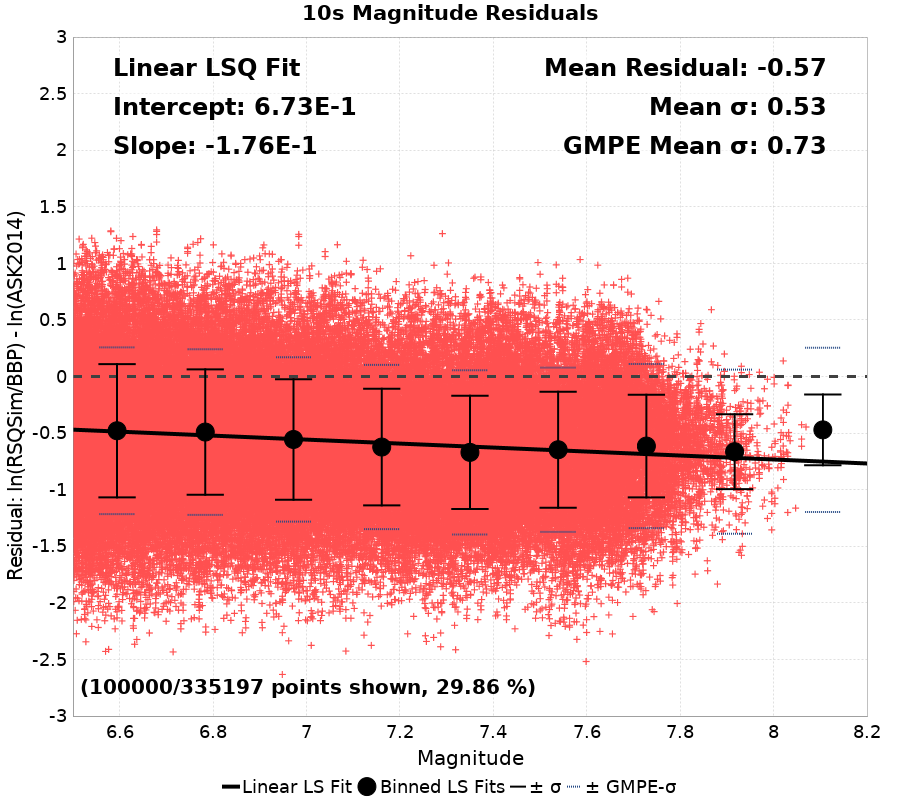 10s Magnitude Residuals
Linear LSQ Fit
Intercept: 6.73E-1
Slope: -1.76E-1
Mean Residual: -0.57
Mean σ: 0.53
GMPE Mean σ: 0.73
3
2.5
2
1.5
1
0.5
0
-0.5
-1
-1.5
-2
-2.5
-3
Residual: ln(RSQSim/BBP) - ln(ASK2014)
(100000/335197 points shown, 29.86 %)
6.6 6.8 7 7.2 7.4 7.6 7.8 8 8.2
Magnitude
Linear LS Fit Binned LS Fits ± σ ± GMPE-σ